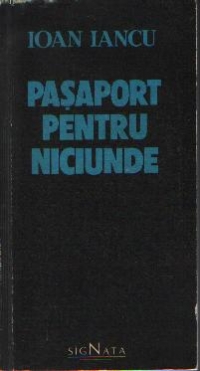 IOAN IANCU
PAȘAPORT
PENTRU
NICIUNDE
SIGNATA